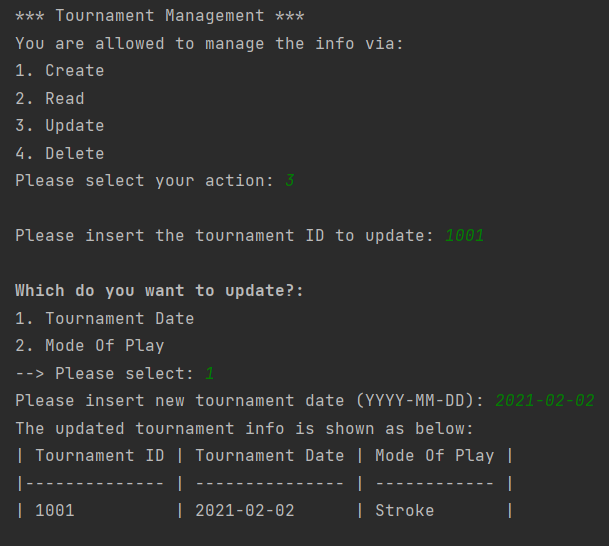 *** Tournament Management ***
You are allowed to manage the info via:
1. Create
2. Read
3. Update
4. Delete
Please select your action: 3
Please insert the tournament ID to update: 1001
Which do you want to update?:
1. Tournament Date
2. Mode Of Play
--> Please select: 1
Please insert new tournament date (YYYY-MM-DD): 2021-02-02
The updated tournament info is shown as below:
| Tournament ID | Tournament Date | Mode Of Play |
|-------------- | --------------- | ------------ |
| 1001          | 2021-02-02      | Stroke       |